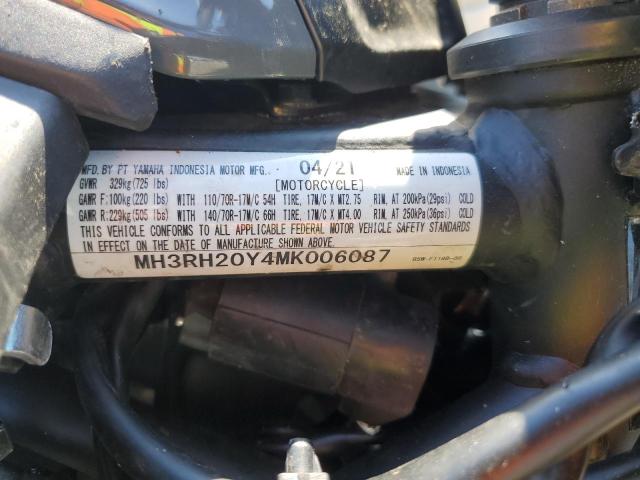 MFD. BY PT YAMAHA INDONESIA MOTOR MFG. 04/21 MADE IN INDONESIA
GVWR 329kg(725 lbs) [MOTORCYCLE]
GAWR F:100kg(220 lbs) WITH 110/70R-17M/C 54H TIRE, 17M/C X MT2.75 RIM, AT 200kPa(29psi) COLD
GAWR R:229kg(505 lbs) WITH 140/70R-17M/C 66H TIRE, 17M/C X MT4.00 RIM, AT 250kPa(36psi) COLD
THIS VEHICLE CONFORMS TO ALL APPLICABLE FEDERAL MOTOR VEHICLE SAFETY STANDARDS
IN EFFECT ON THE DATE OF MANUFACTURE SHOWN ABOVE.
MH3RH20Y4MK006087